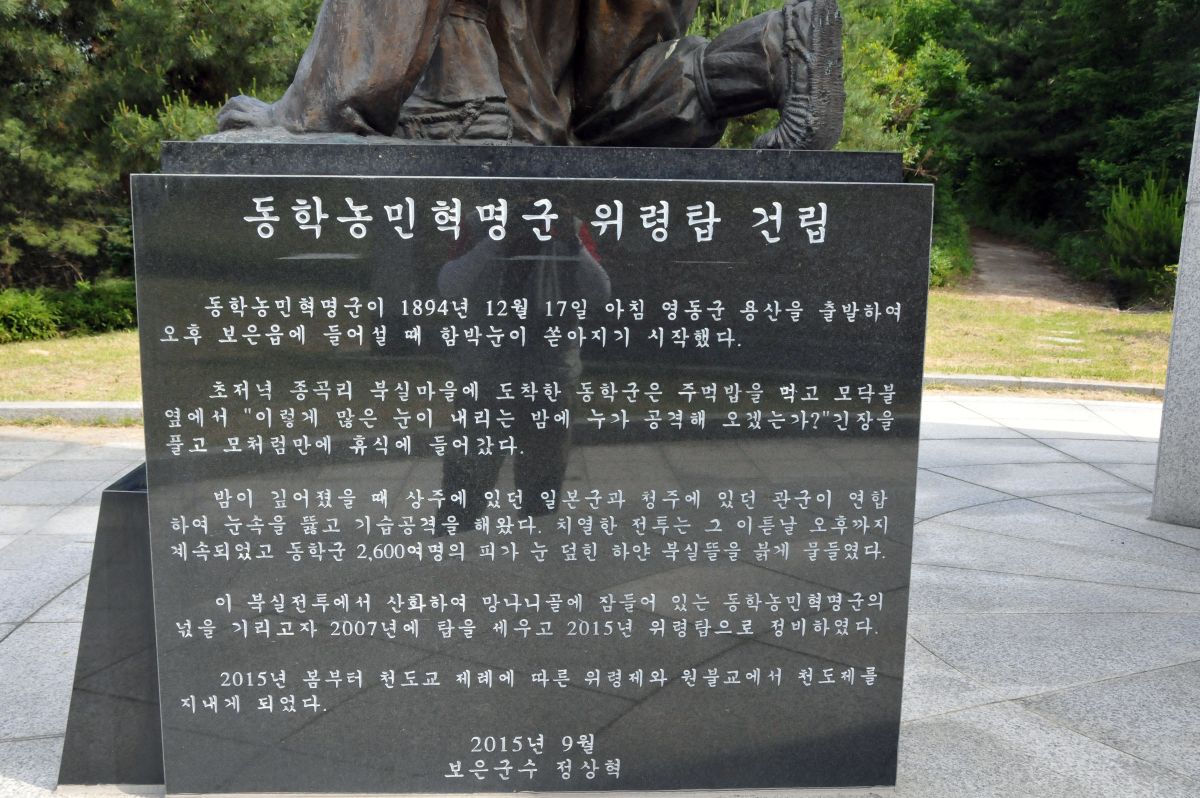 동학농민혁명군 위령탑 건립
동학농민혁명군이 1894년 12월 17일 아침 영동군 용산을 출발하여
오후 보은읍에 들어설 때 함박눈이 쏟아지기 시작했다.
초저녁 종곡리 북실마을에 도착한 동학군은 주먹밥을 먹고 모닥불
옆에서 "이렇게 많은 눈이 내리는 밤에 누가 공격해 오겠는가?"긴장을
풀고 모처럼만에 휴식에 들어갔다.
밤이 깊어졌을 때 상주에 있던 일본군과 청주에 있던 관군이 연합
하여 눈속을 뚫고 기습공격을 해왔다. 치열한 전투는 그 이튿날 오후까지
계속되었고 동학군 2,600여명의 피가 눈 덮힌 하얀 북실뜰을 붉게 물들였다.
이 북실전투에서 산화하여 망나니골에 잠들어 있는 동학농민혁명군의
넋을 기리고자 2007년에 탑을 세우고 2015년 위령탑으로 정비하였다.
2015년 봄부터 천도교 제례에 따른 위령제와 원불교에서 천도제를
지내게 되었다.
2015년 9월
보은군수 정상혁